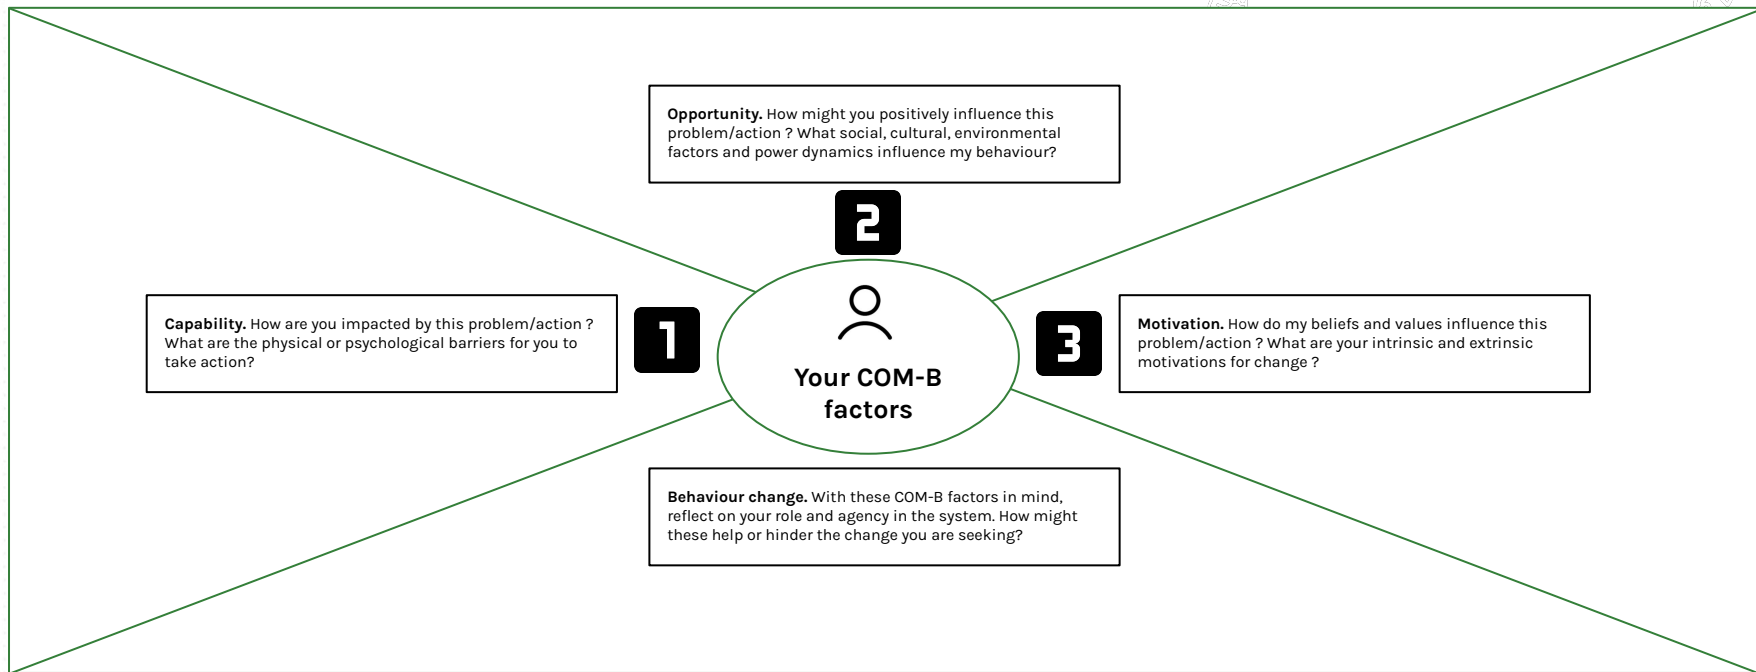 Opportunity. How might you positively influence this
problem/action ? What social, cultural, environmental
factors and power dynamics influence my behaviour?
2
Capability. How are you impacted by this problem/action ?
What are the physical or psychological barriers for you to
take action?
1
Your COM-B
factors
3
Motivation. How do my beliefs and values influence this
problem/action ? What are your intrinsic and extrinsic
motivations for change ?
Behaviour change. With these COM-B factors in mind,
reflect on your role and agency in the system. How might
these help or hinder the change you are seeking?